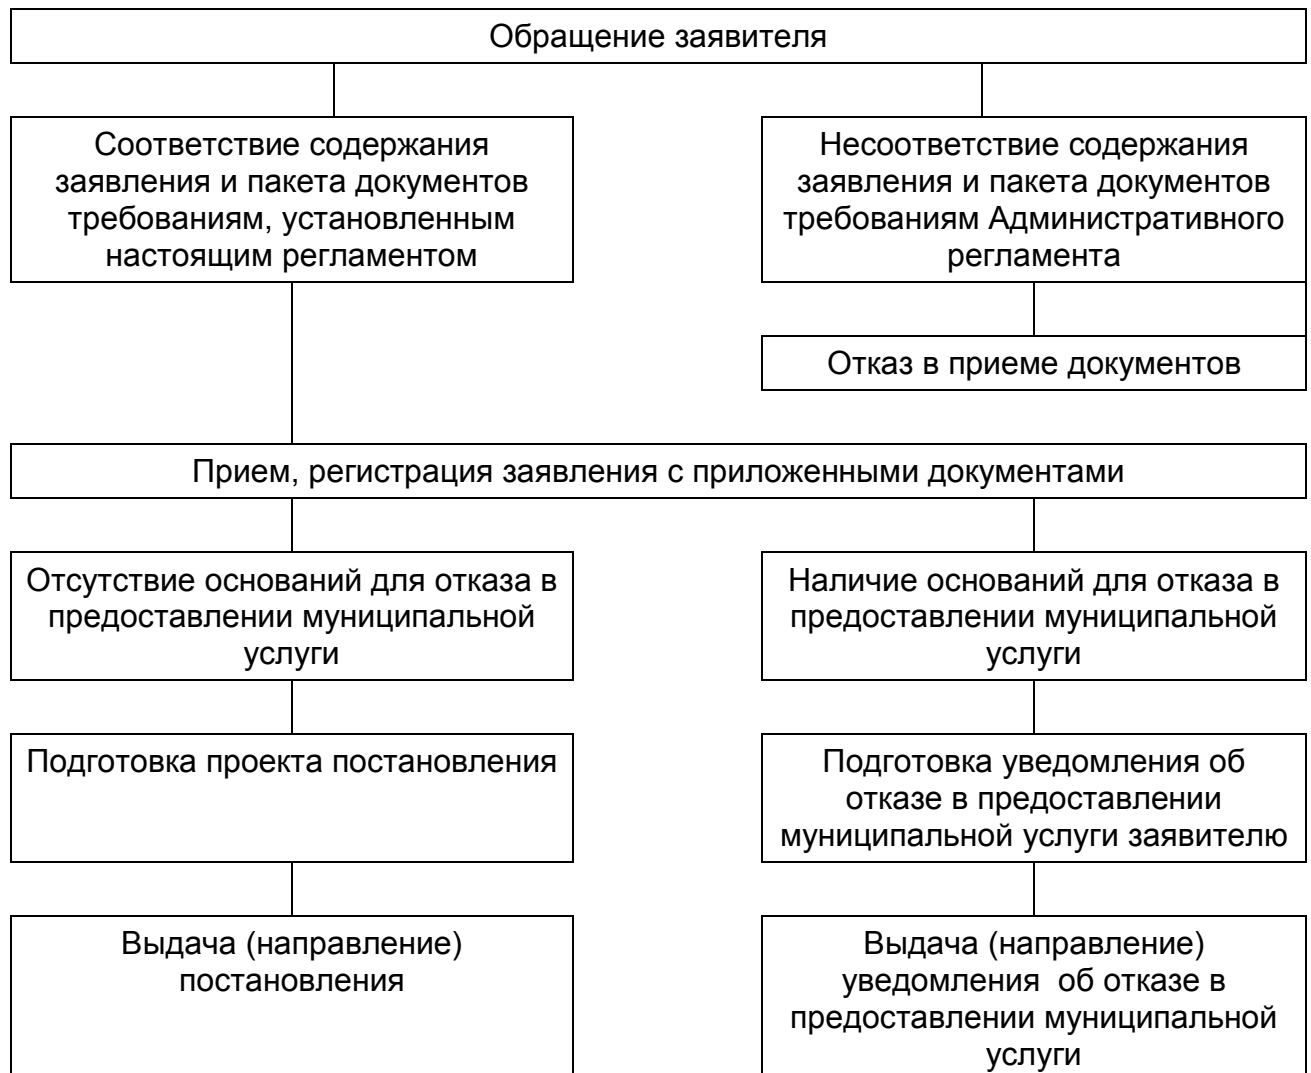 Обращение заявителя
Соответствие содержания
заявления и пакета документов
требованиям, установленным
настоящим регламентом
Несоответствие содержания
заявления и пакета документов
требованиям Административного
регламента
Отказ в приеме документов
Прием, регистрация заявления с приложенными документами
Отсутствие оснований для отказа в
предоставлении муниципальной
услуги
Наличие оснований для отказа в
предоставлении муниципальной
услуги
Подготовка проекта постановления
Подготовка уведомления об
отказе в предоставлении
муниципальной услуги заявителю
Выдача (направление)
постановления
Выдача (направление)
уведомления  об отказе в
предоставлении муниципальной
услуги